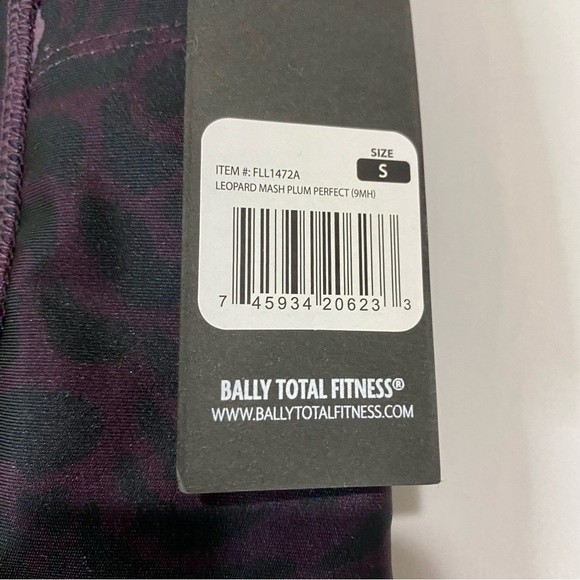 SIZE
S
ITEM #: FLL1472A
LEOPARD MASH PLUM PERFECT (9MH)
7 45934 20623 3
BALLY TOTAL FITNESS®
WWW.BALLYTOTALFITNESS.COM